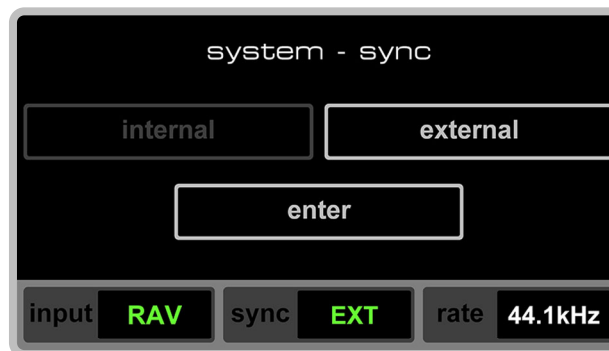 system - sync
internal external
enter
input RAV sync EXT rate 44.1kHz